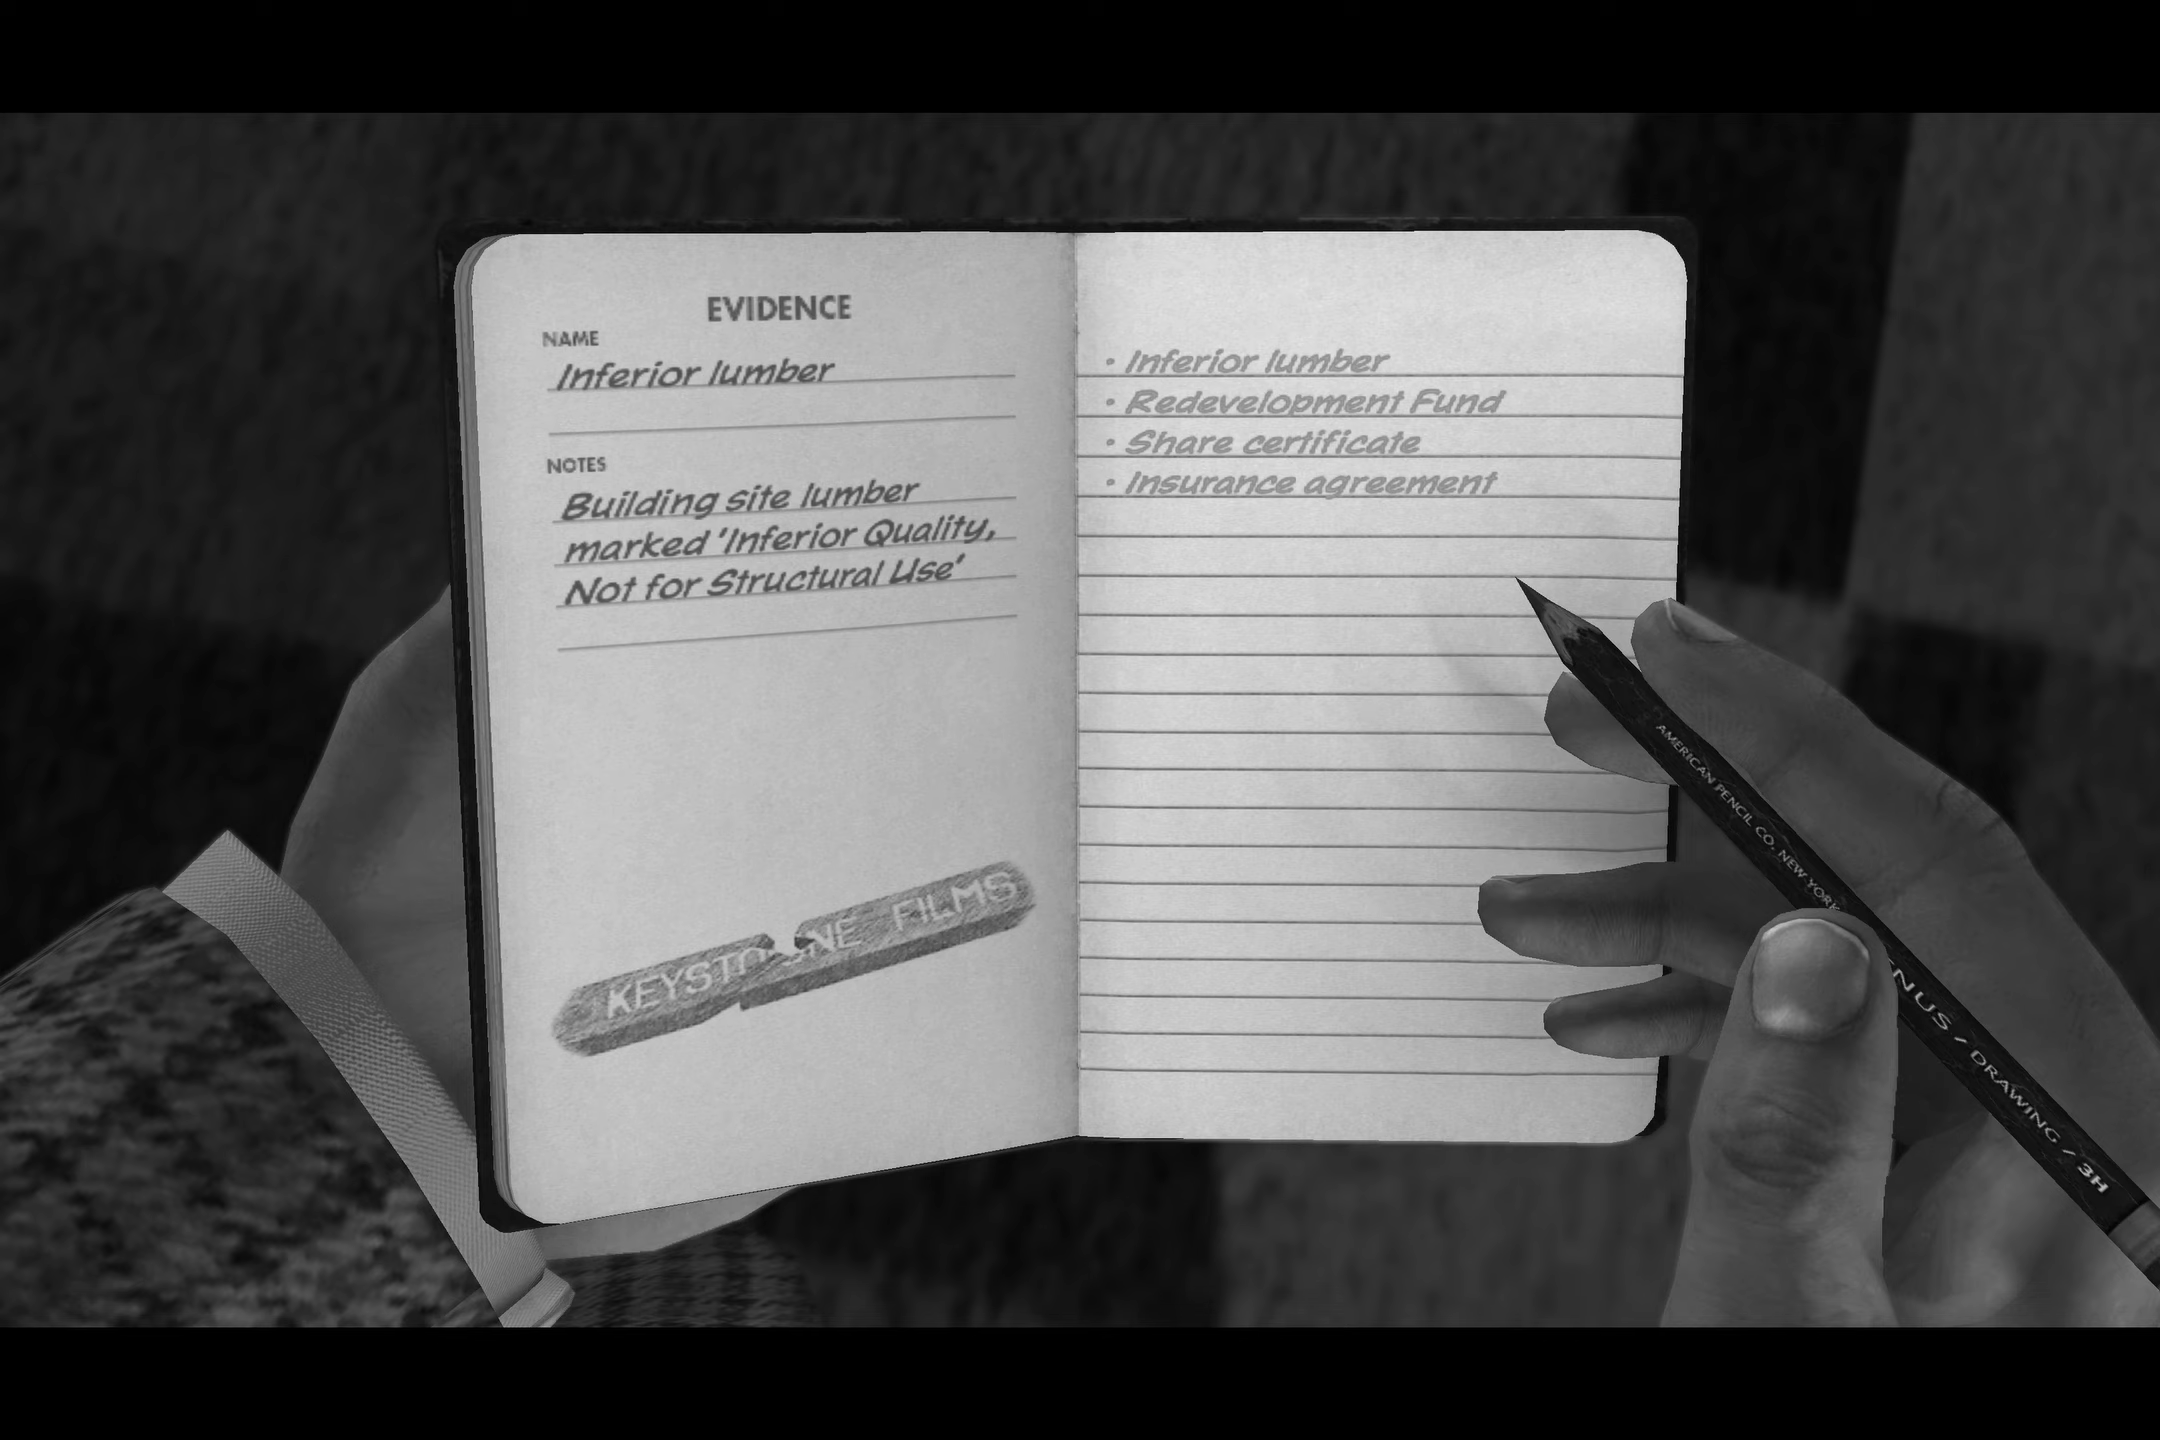 EVIDENCE
NAME
Inferior lumber
NOTES
Building site lumber
marked 'Inferior Quality,
Not for Structural Use'
KEYSTONE FILMS
• Inferior lumber
• Redevelopment Fund
• Share certificate
• Insurance agreement
AMERICAN PENCIL CO. NEW YORK
/ DRAWING / 3H